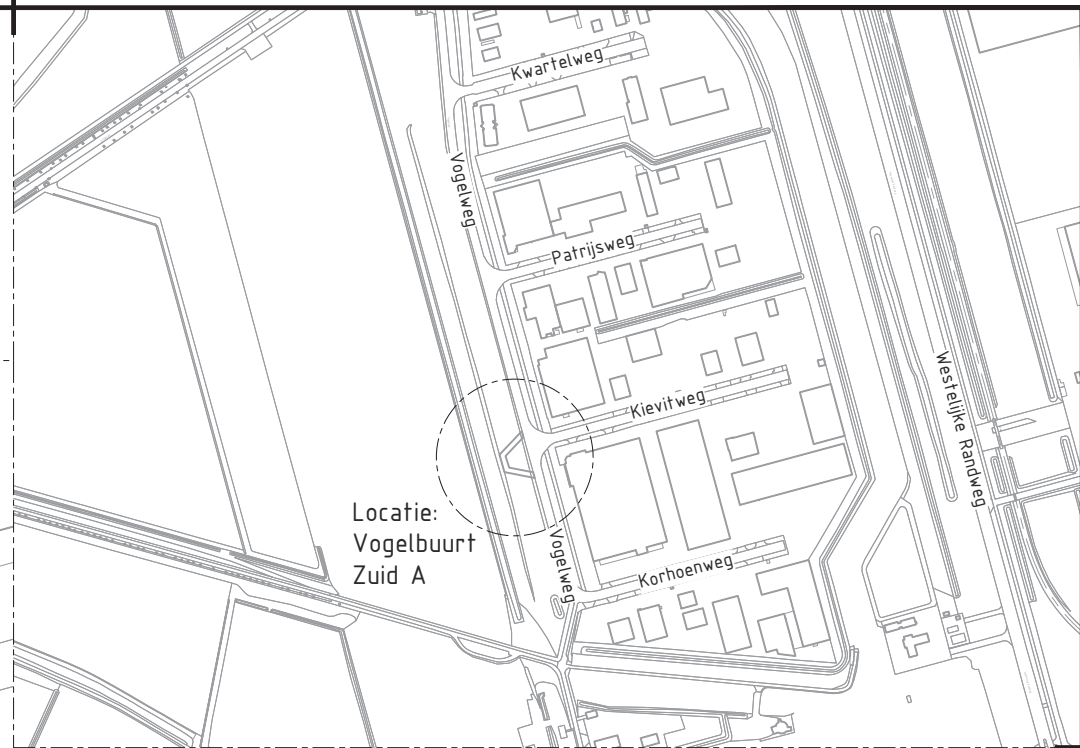 Kwartelweg
Vogelweg
Patrijsweg
Westelijke Randweg
Kievitweg
Locatie:
Vogelbuurt
Zuid A
Vogelweg
Korhoenweg